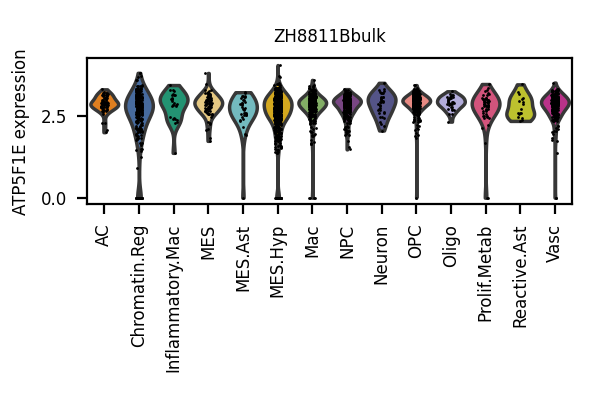 ZH8811Bbulk
ATP5F1E expression
2.5
0.0
AC
Chromatin.Reg
Inflammatory.Mac
MES
MES.Ast
MES.Hyp
Mac
NPC
Neuron
OPC
Oligo
Prolif.Metab
Reactive.Ast
Vasc